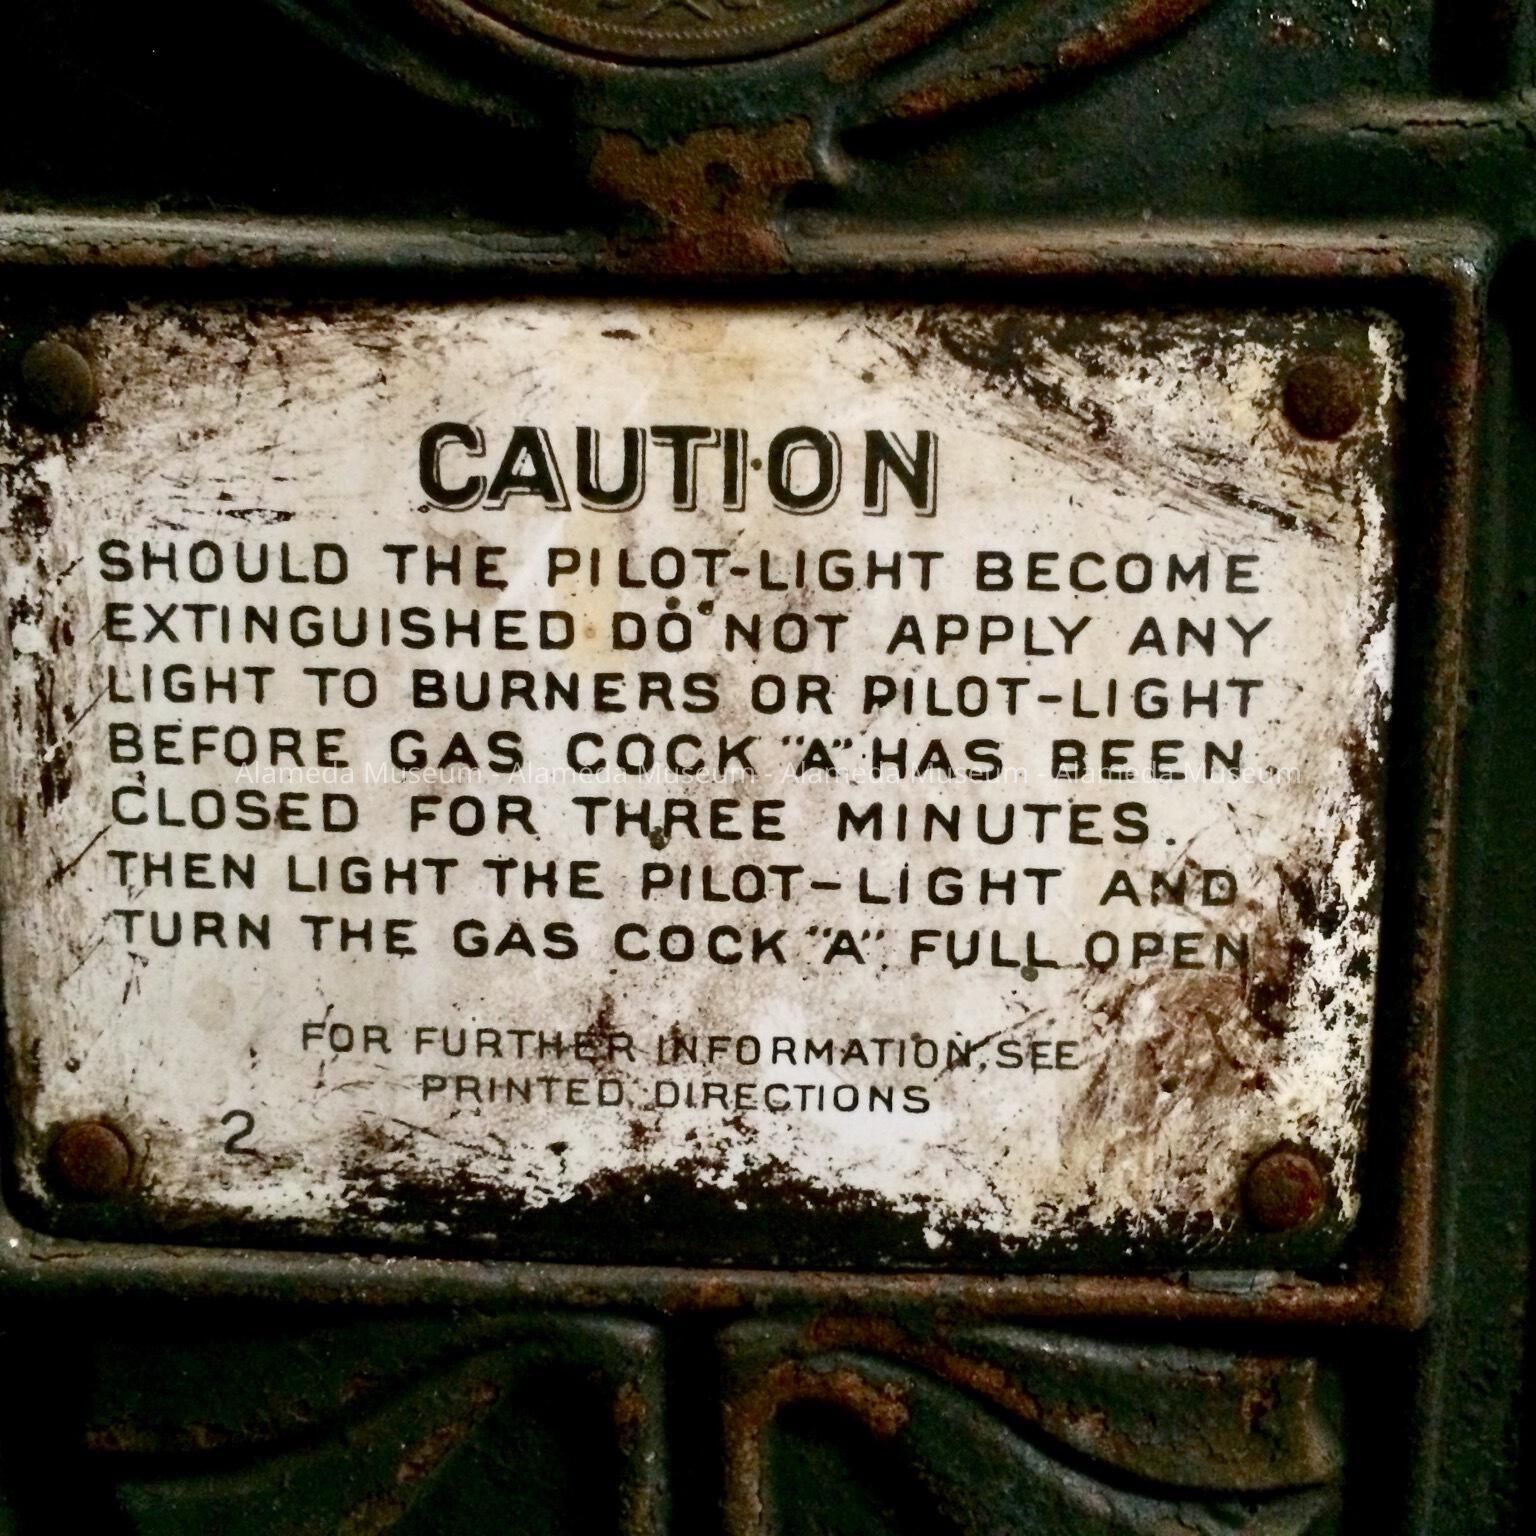 CAUTION
SHOULD THE PILOT-LIGHT BECOME
EXTINGUISHED DO NOT APPLY ANY
LIGHT TO BURNERS OR PILOT-LIGHT
BEFORE GAS COCK "A" HAS BEEN
Alameda Museum - Alameda Museum - Alameda Museum - Alameda Museum
CLOSED FOR THREE MINUTES.
THEN LIGHT THE PILOT-LIGHT AND
TURN THE GAS COCK "A" FULL OPEN
FOR FURTHER INFORMATION, SEE
PRINTED DIRECTIONS
2